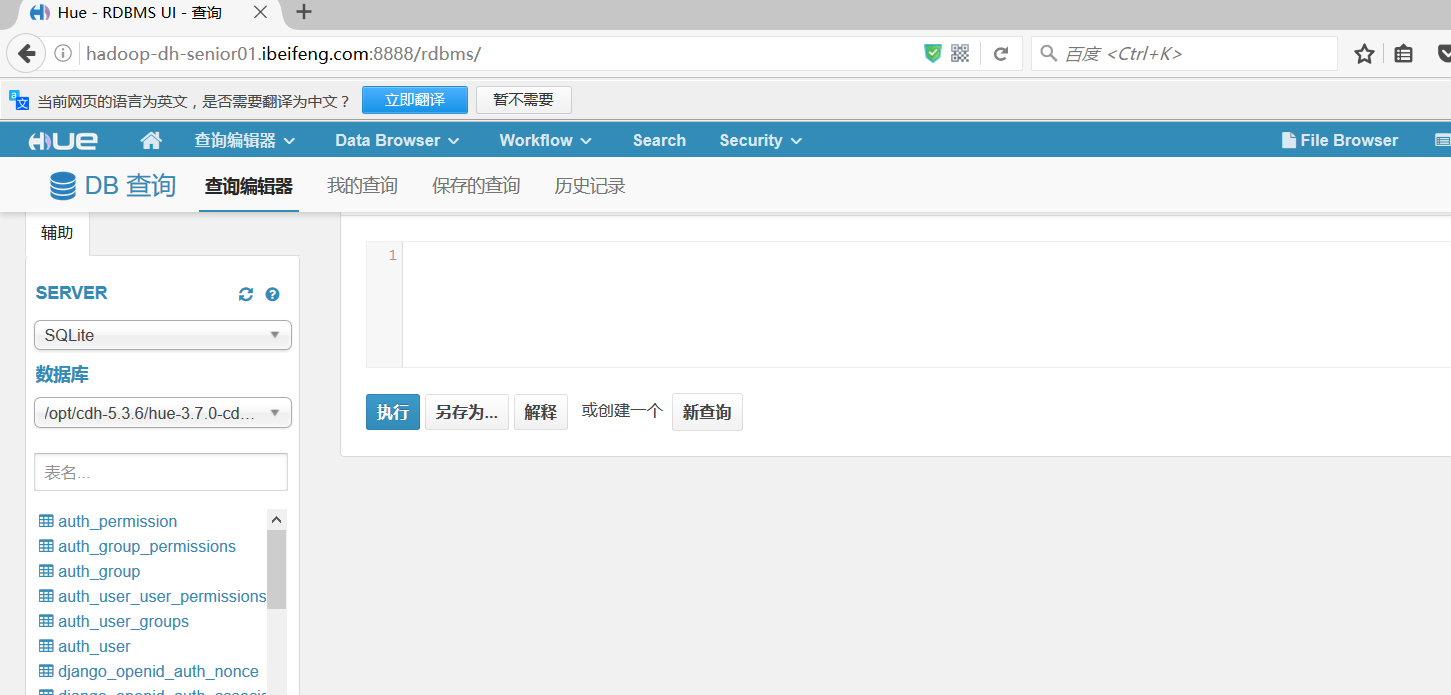 Hue - RDBMS UI - 查询
hadoop-dh-senior01.ibeifeng.com:8888/rdbms/
百度 <Ctrl+K>
当前网页的语言为英文，是否需要翻译为中文？ 立即翻译 暂不需要
HUE 查询编辑器 Data Browser Workflow Search Security File Browser
DB 查询 查询编辑器 我的查询 保存的查询 历史记录
辅助
SERVER
SQLite
数据库
/opt/cdh-5.3.6/hue-3.7.0-cd...
表名...
auth_permission
auth_group_permissions
auth_group
auth_user_user_permissions
auth_user_groups
auth_user
django_openid_auth_nonce
1
执行 另存为... 解释 或创建一个 新查询